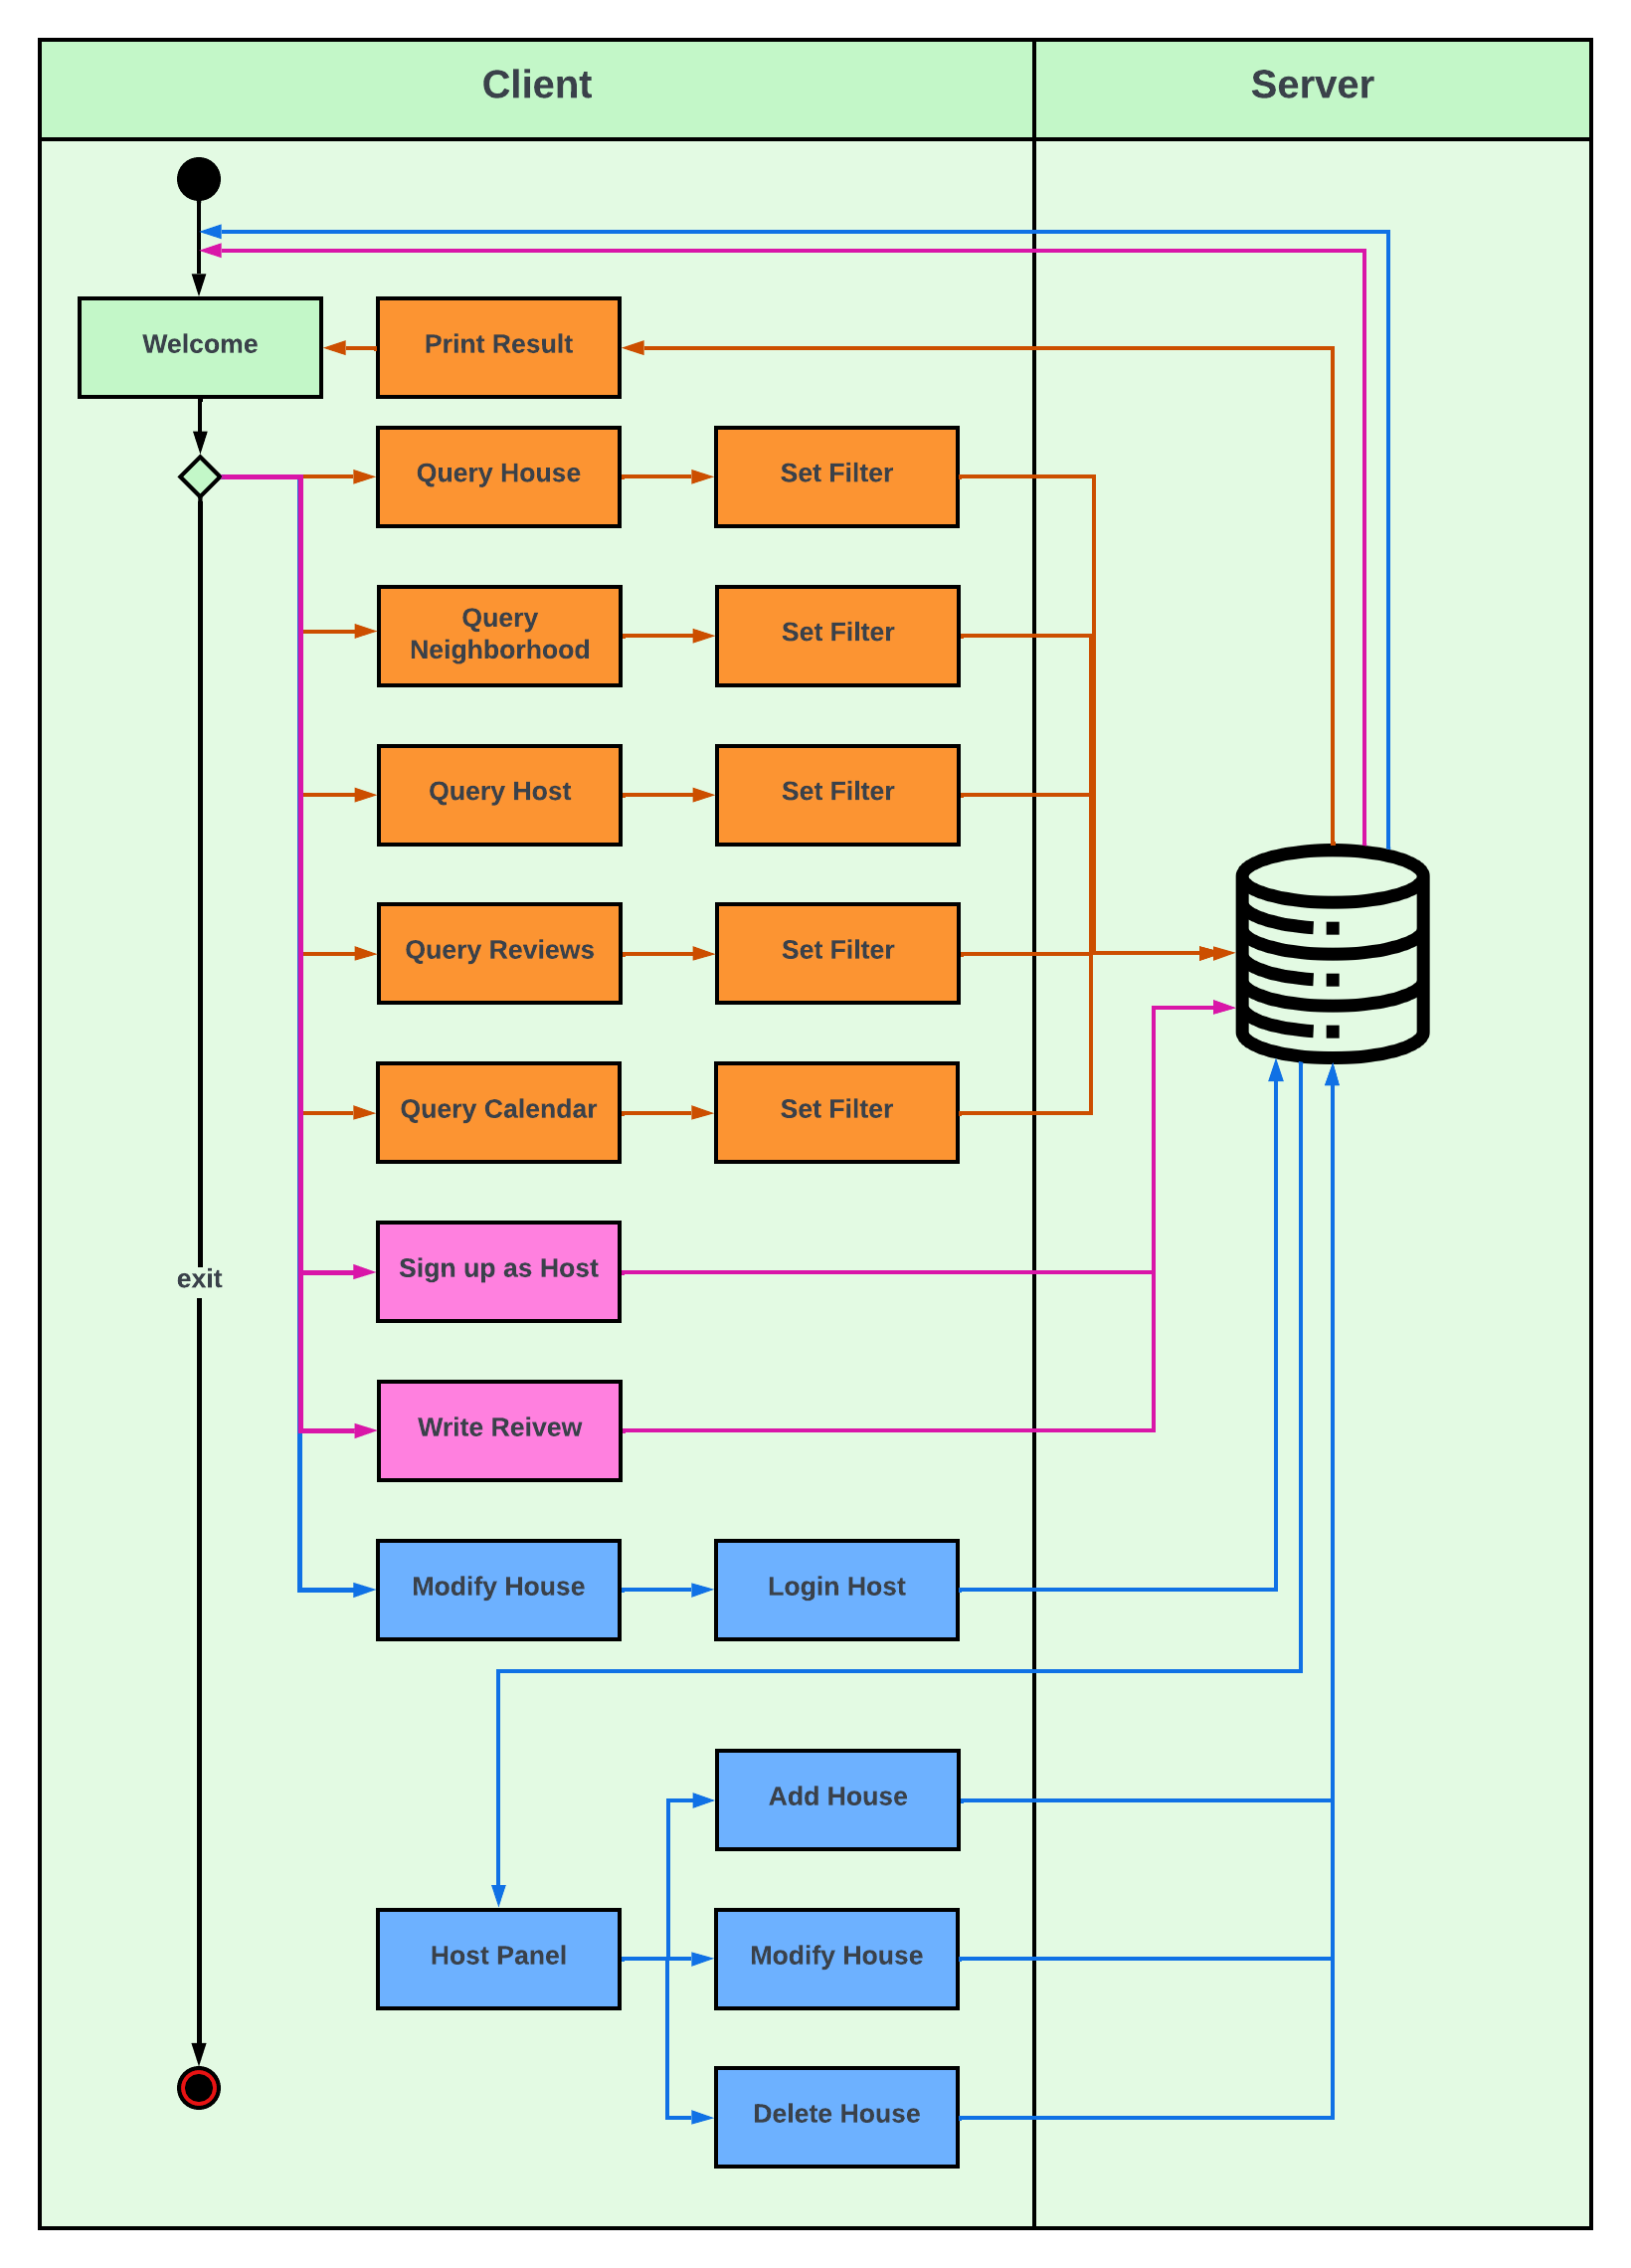 Client
Server
Welcome
Print Result
Query House
Set Filter
Query
Neighborhood
Set Filter
Query Host
Set Filter
Query Reviews
Set Filter
Query Calendar
Set Filter
Sign up as Host
exit
Write Reivew
Modify House
Login Host
Add House
Host Panel
Modify House
Delete House